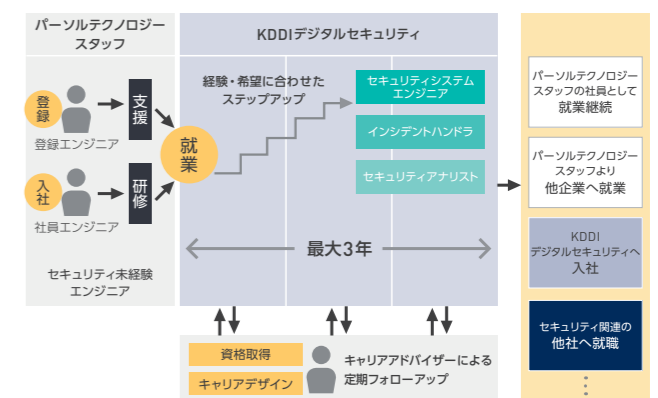 パーソルテクノロジー
スタッフ
KDDIデジタルセキュリティ
登録
登録エンジニア
支援
入社
社員エンジニア
研修
セキュリティ未経験
エンジニア
就業
経験・希望に合わせた
ステップアップ
セキュリティシステム
エンジニア
インシデントハンドラ
セキュリティアナリスト
最大3年
資格取得
キャリアデザイン
キャリアアドバイザーによる
定期フォローアップ
パーソルテクノロジー
スタッフの社員として
就業継続
パーソルテクノロジー
スタッフより
他企業へ就業
KDDI
デジタルセキュリティへ
入社
セキュリティ関連の
他社へ就職